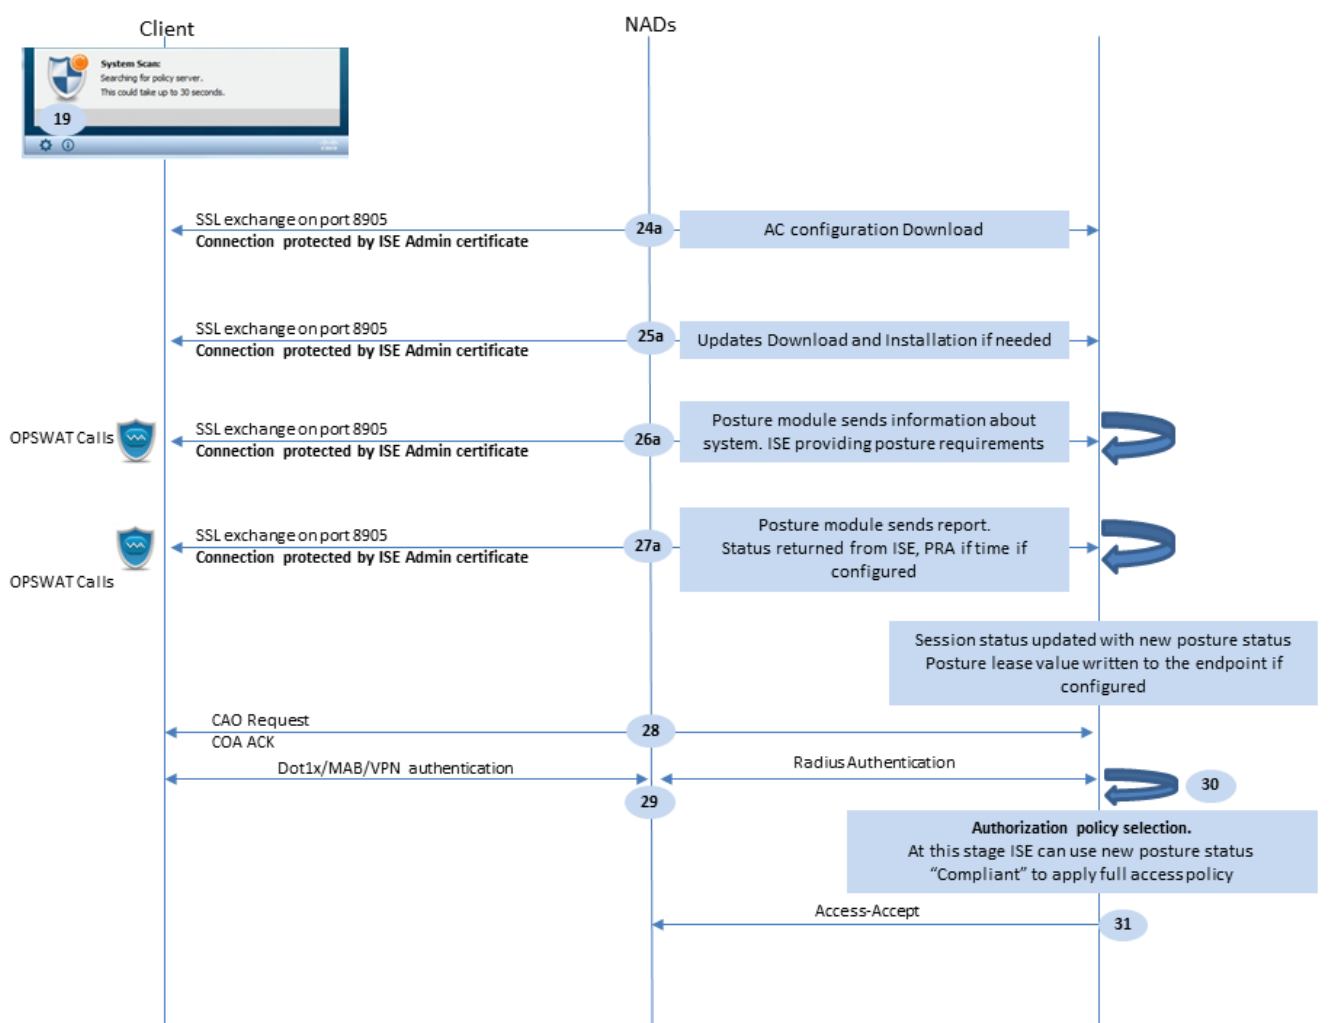 Client
NADs
System Scan:
Searching for policy server.
This could take up to 30 seconds.
19
SSL exchange on port 8905
Connection protected by ISE Admin certificate
24a
AC configuration Download
SSL exchange on port 8905
Connection protected by ISE Admin certificate
25a
Updates Download and Installation if needed
OPSWAT Calls
SSL exchange on port 8905
Connection protected by ISE Admin certificate
26a
Posture module sends information about
system. ISE providing posture requirements
OPSWAT Calls
SSL exchange on port 8905
Connection protected by ISE Admin certificate
27a
Posture module sends report.
Status returned from ISE, PRA if time if
configured
Session status updated with new posture status
Posture lease value written to the endpoint if
configured
CAO Request
COA ACK
28
Dot1x/MAB/VPN authentication
29
Radius Authentication
30
Authorization policy selection.
At this stage ISE can use new posture status
“Compliant” to apply full access policy
Access-Accept
31